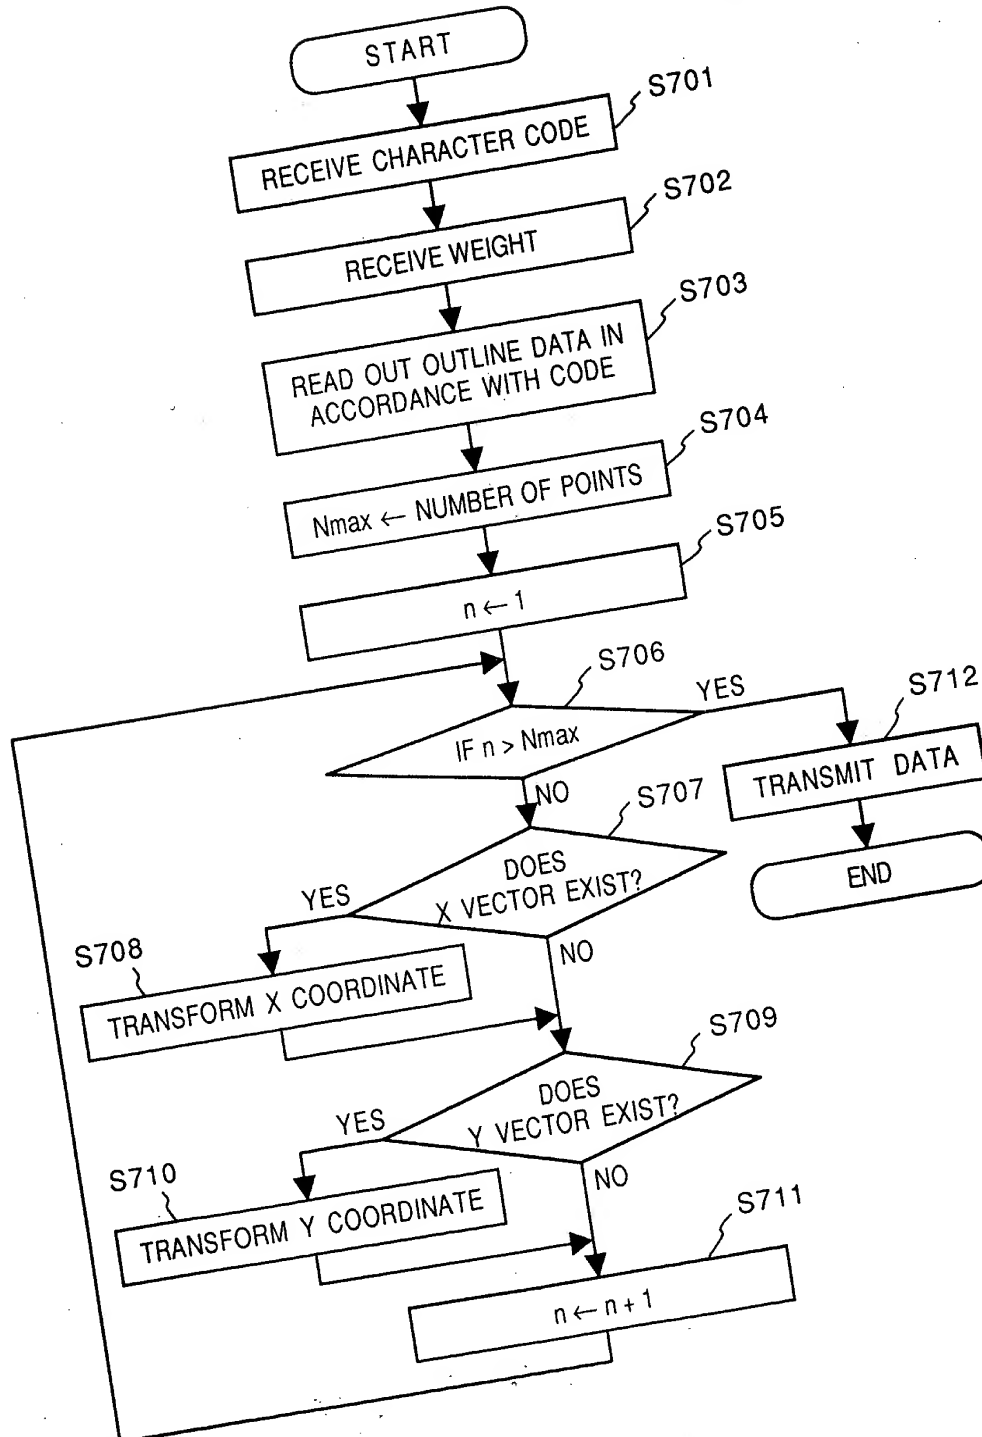 START
S701
RECEIVE CHARACTER CODE
S702
RECEIVE WEIGHT
S703
READ OUT OUTLINE DATA IN
ACCORDANCE WITH CODE
S704
Nmax ← NUMBER OF POINTS
S705
n ← 1
S706
YES
S712
IF n > Nmax
TRANSMIT DATA
NO
S707
END
DOES
X VECTOR EXIST?
YES
NO
S708
TRANSFORM X COORDINATE
S709
DOES
Y VECTOR EXIST?
YES
NO
S710
TRANSFORM Y COORDINATE
S711
n ← n + 1